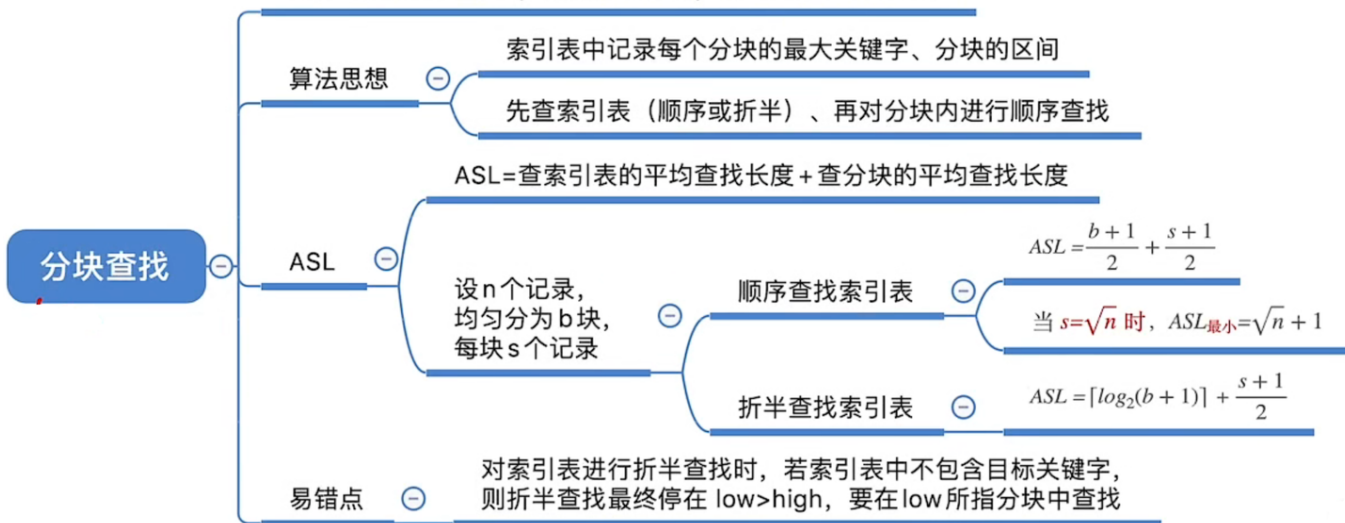 索引表中记录每个分块的最大关键字、分块的区间
算法思想
先查索引表（顺序或折半）、再对分块内进行顺序查找
ASL=查索引表的平均查找长度+查分块的平均查找长度
分块查找
ASL
设n个记录，
均匀分为b块，
每块s个记录
顺序查找索引表
ASL=\frac{b+1}{2}+\frac{s+1}{2}
当 s=√n 时，ASL最小=√n+1
折半查找索引表
ASL=⌈log₂(b+1)⌉+\frac{s+1}{2}
易错点
对索引表进行折半查找时，若索引表中不包含目标关键字，
则折半查找最终停在 low>high，要在low所指分块中查找